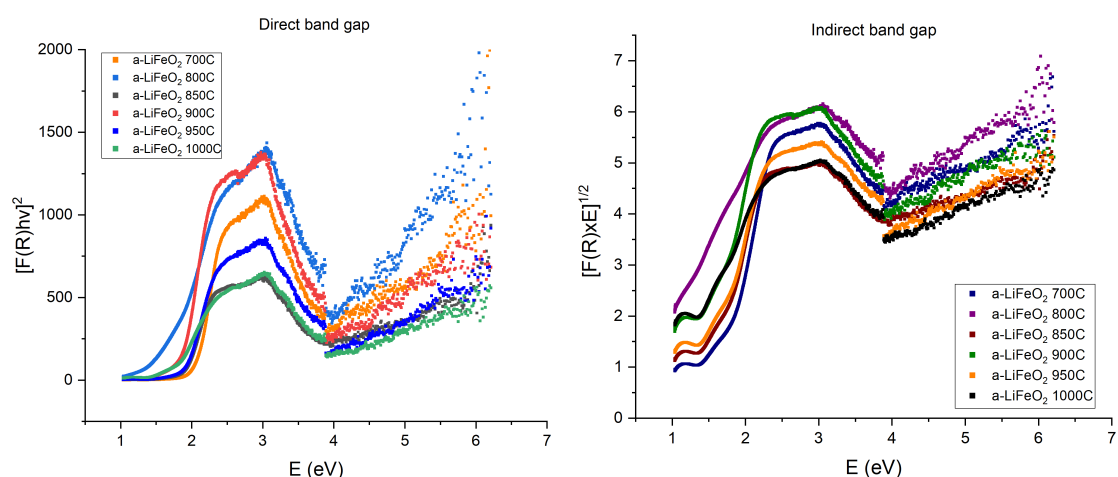 Direct band gap
[F(R)hv]²
2000
1500
1000
500
0
a-LiFeO₂ 700C
a-LiFeO₂ 800C
a-LiFeO₂ 850C
a-LiFeO₂ 900C
a-LiFeO₂ 950C
a-LiFeO₂ 1000C
1 2 3 4 5 6 7
E (eV)
Indirect band gap
[F(R)xE]¹/²
7
6
5
4
3
2
1
0
a-LiFeO₂ 700C
a-LiFeO₂ 800C
a-LiFeO₂ 850C
a-LiFeO₂ 900C
a-LiFeO₂ 950C
a-LiFeO₂ 1000C
0 1 2 3 4 5 6 7
E (eV)